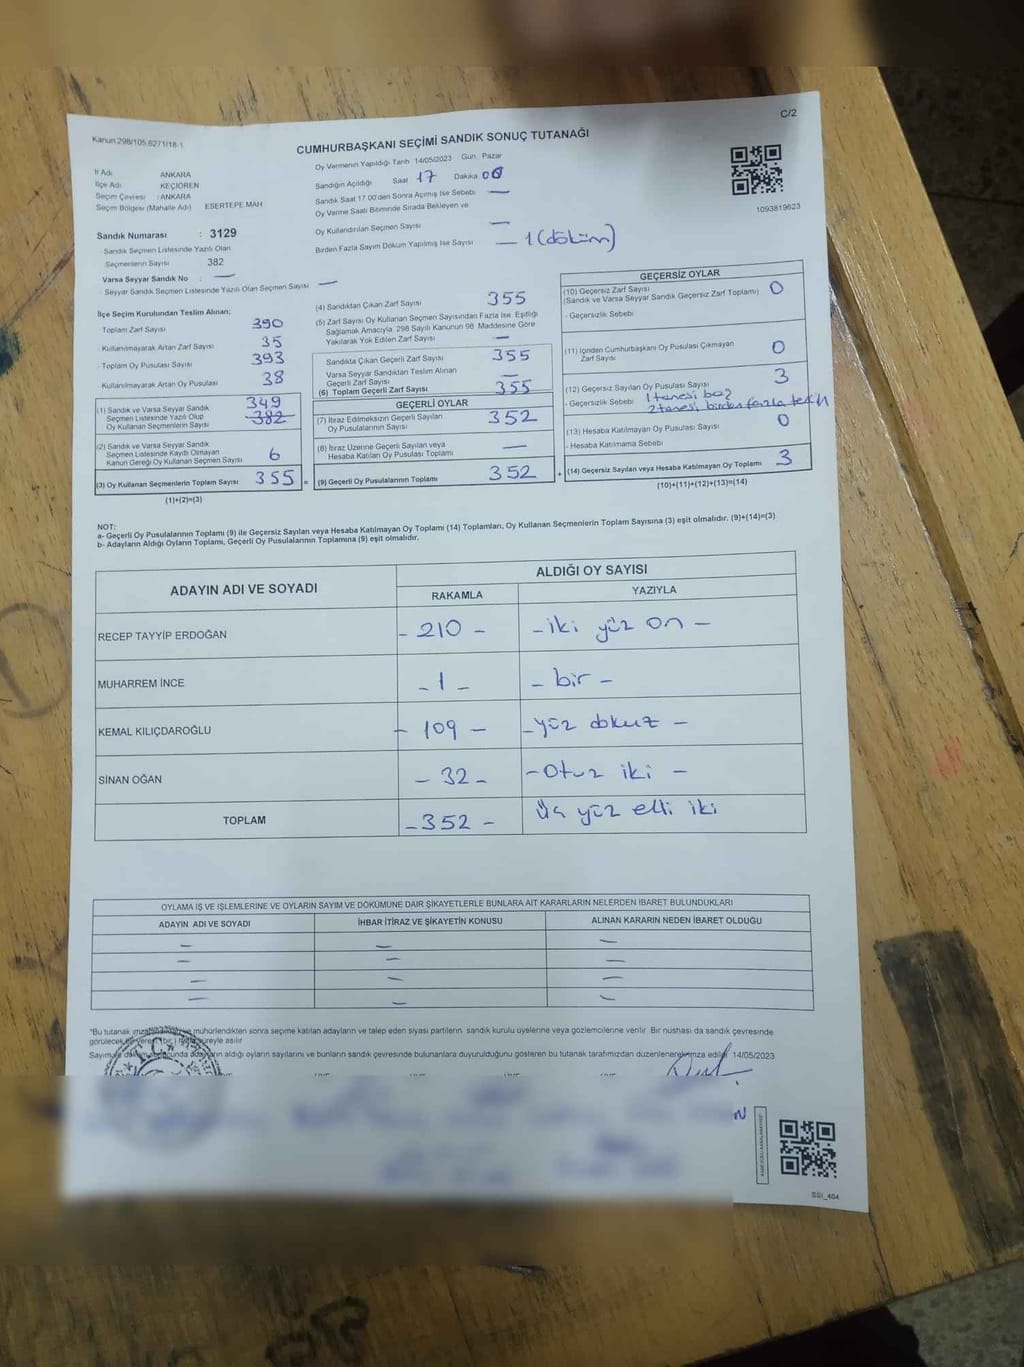 C/2
Kanun 298/105,6271/18-1
CUMHURBAŞKANI SEÇİMİ SANDIK SONUÇ TUTANAĞI
Oy Vermenin Yapıldığı Tarih 14/05/2023 Gün: Pazar
İl Adı ANKARA
İlçe Adı KEÇİÖREN
Seçim Çevresi : ANKARA
Seçim Bölgesi (Mahalle Adı) ESERTEPE MAH
Sandığın Açıldığı Saat 17 Dakika 00
Sandık Saat 17.00'den Sonra Açılmış İse Sebebi —
Oy Verme Saati Bitiminde Sırada Bekleyen ve
Oy Kullandırılan Seçmen Sayısı —
Birden Fazla Sayım Döküm Yapılmış İse Sayısı — 1 (döküm)
1093819623
Sandık Numarası : 3129
Sandık Seçmen Listesinde Yazılı Olan
Seçmenlerin Sayısı 382
Varsa Seyyar Sandık No : —
Seyyar Sandık Seçmen Listesinde Yazılı Olan Seçmen Sayısı —
İlçe Seçim Kurulundan Teslim Alınan;
Toplam Zarf Sayısı 390
- Kullanılmayarak Artan Zarf Sayısı 35
- Toplam Oy Pusulası Sayısı 393
- Kullanılmayarak Artan Oy Pusulası 38
(1) Sandık ve Varsa Seyyar Sandık
Seçmen Listesinde Yazılı Olup
Oy Kullanan Seçmenlerin Sayısı 349 382
(2) Sandık ve Varsa Seyyar Sandık
Seçmen Listesinde Kayıtlı Olmayan
Kanun Gereği Oy Kullanan Seçmen Sayısı 6
(3) Oy Kullanan Seçmenlerin Toplam Sayısı 355 =
(1)+(2)=(3)
(4) Sandıktan Çıkan Zarf Sayısı 355
(5) Zarf Sayısı Oy Kullanan Seçmen Sayısından Fazla İse, Eşitliği
Sağlamak Amacıyla, 298 Sayılı Kanunun 98. Maddesine Göre
Yakılarak Yok Edilen Zarf Sayısı —
Sandıkta Çıkan Geçerli Zarf Sayısı 355
Varsa Seyyar Sandıktan Teslim Alınan
Geçerli Zarf Sayısı —
(6) Toplam Geçerli Zarf Sayısı 355
GEÇERLİ OYLAR
(7) İtiraz Edilmeksizin Geçerli Sayılan
Oy Pusulalarının Sayısı 352
(8) İtiraz Üzerine Geçerli Sayılan veya
Hesaba Katılan Oy Pusulası Toplamı —
(9) Geçerli Oy Pusulalarının Toplamı 352 +
GEÇERSİZ OYLAR
(10) Geçersiz Zarf Sayısı 0
(Sandık ve Varsa Seyyar Sandık Geçersiz Zarf Toplamı)
- Geçersizlik Sebebi
(11) İçinden Cumhurbaşkanı Oy Pusulası Çıkmayan
Zarf Sayısı 0
(12) Geçersiz Sayılan Oy Pusulası Sayısı 3
- Geçersizlik Sebebi 1 tanesi boş
2 tanesi birden fazla tercih
(13) Hesaba Katılmayan Oy Pusulası Sayısı 0
- Hesaba Katılmama Sebebi
(14) Geçersiz Sayılan veya Hesaba Katılmayan Oy Toplamı 3
(10)+(11)+(12)+(13)=(14)
NOT:
a- Geçerli Oy Pusulalarının Toplamı (9) ile Geçersiz Sayılan veya Hesaba Katılmayan Oy Toplamı (14) Toplamları, Oy Kullanan Seçmenlerin Toplam Sayısına (3) eşit olmalıdır. (9)+(14)=(3)
b- Adayların Aldığı Oyların Toplamı, Geçerli Oy Pusulalarının Toplamına (9) eşit olmalıdır.
ADAYIN ADI VE SOYADI
ALDIĞI OY SAYISI
RAKAMLA YAZIYLA
RECEP TAYYİP ERDOĞAN - 210 - - iki yüz on -
MUHARREM İNCE - 1 - - bir -
KEMAL KILIÇDAROĞLU - 109 - - yüz dokuz -
SİNAN OĞAN - 32 - - Otuz iki -
TOPLAM - 352 - Üç yüz elli iki
OYLAMA İŞ VE İŞLEMLERİNE VE OYLARIN SAYIM VE DÖKÜMÜNE DAİR ŞİKAYETLERLE BUNLARA AİT KARARLARIN NELERDEN İBARET BULUNDUKLARI
ADAYIN ADI VE SOYADI İHBAR İTİRAZ VE ŞİKAYETİN KONUSU ALINAN KARARIN NEDEN İBARET OLDUĞU
— — —
— — —
— — —
— — —
*Bu tutanak mühürlendikten sonra seçime katılan adayların ve talep eden siyasi partilerin sandık kurulu üyelerine veya gözlemcilerine verilir. Bir nüshası da sandık çevresinde
görülecek bir yere süreyle asılır
adayların aldığı oyların sayılarını ve bunların sandık çevresinde bulunanlara duyurulduğunu gösteren bu tutanak tarafımızdan düzenlenerek imza edildi 14/05/2023
T.C.
N
SSI_404